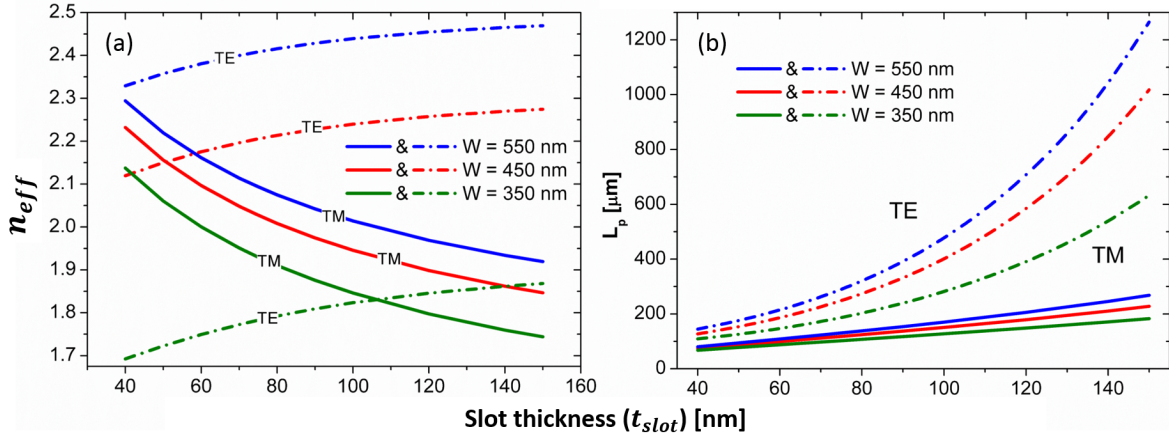 (a)
n_eff
2.5
2.4
2.3
2.2
2.1
2.0
1.9
1.8
1.7
TE
TE
& W = 550 nm
& W = 450 nm
& W = 350 nm
TM
TM
TM
TE
40 60 80 100 120 140 160
(b)
L_p [μm]
1200
1000
800
600
400
200
0
& W = 550 nm
& W = 450 nm
& W = 350 nm
TE
TM
40 60 80 100 120 140
Slot thickness (t_slot) [nm]